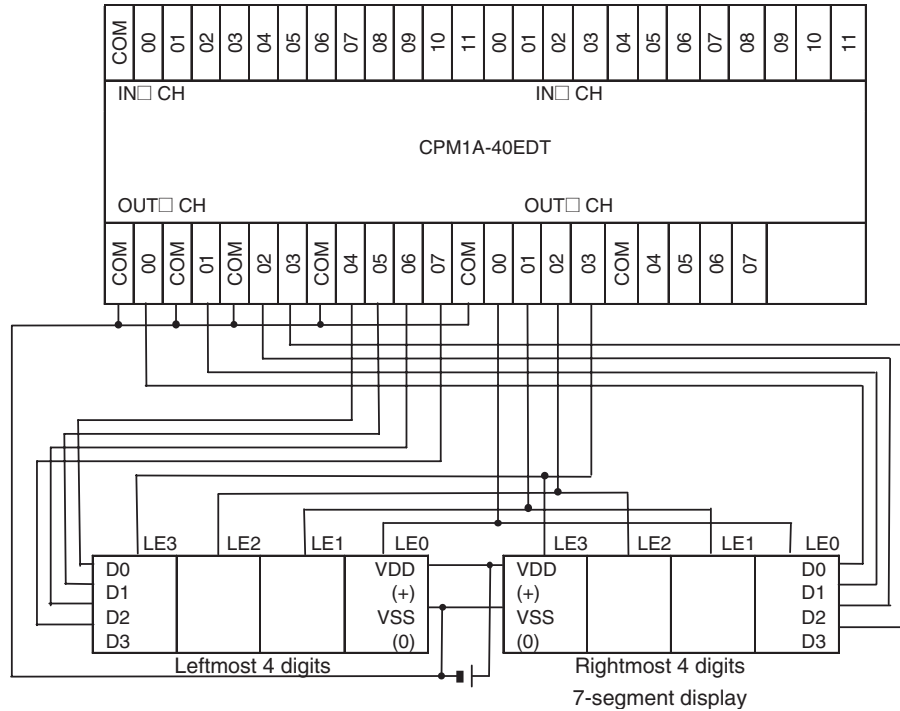 COM 00 01 02 03 04 05 06 07 08 09 10 11 00 01 02 03 04 05 06 07 08 09 10 11
IN□ CH IN□ CH
CPM1A-40EDT
OUT□ CH OUT□ CH
COM 00 COM 01 COM 02 03 COM 04 05 06 07 COM 00 01 02 03 COM 04 05 06 07
LE3 LE2 LE1 LE0 LE3 LE2 LE1 LE0
D0 VDD VDD D0
D1 (+) (+) D1
D2 VSS VSS D2
D3 (0) (0) D3
Leftmost 4 digits Rightmost 4 digits
7-segment display